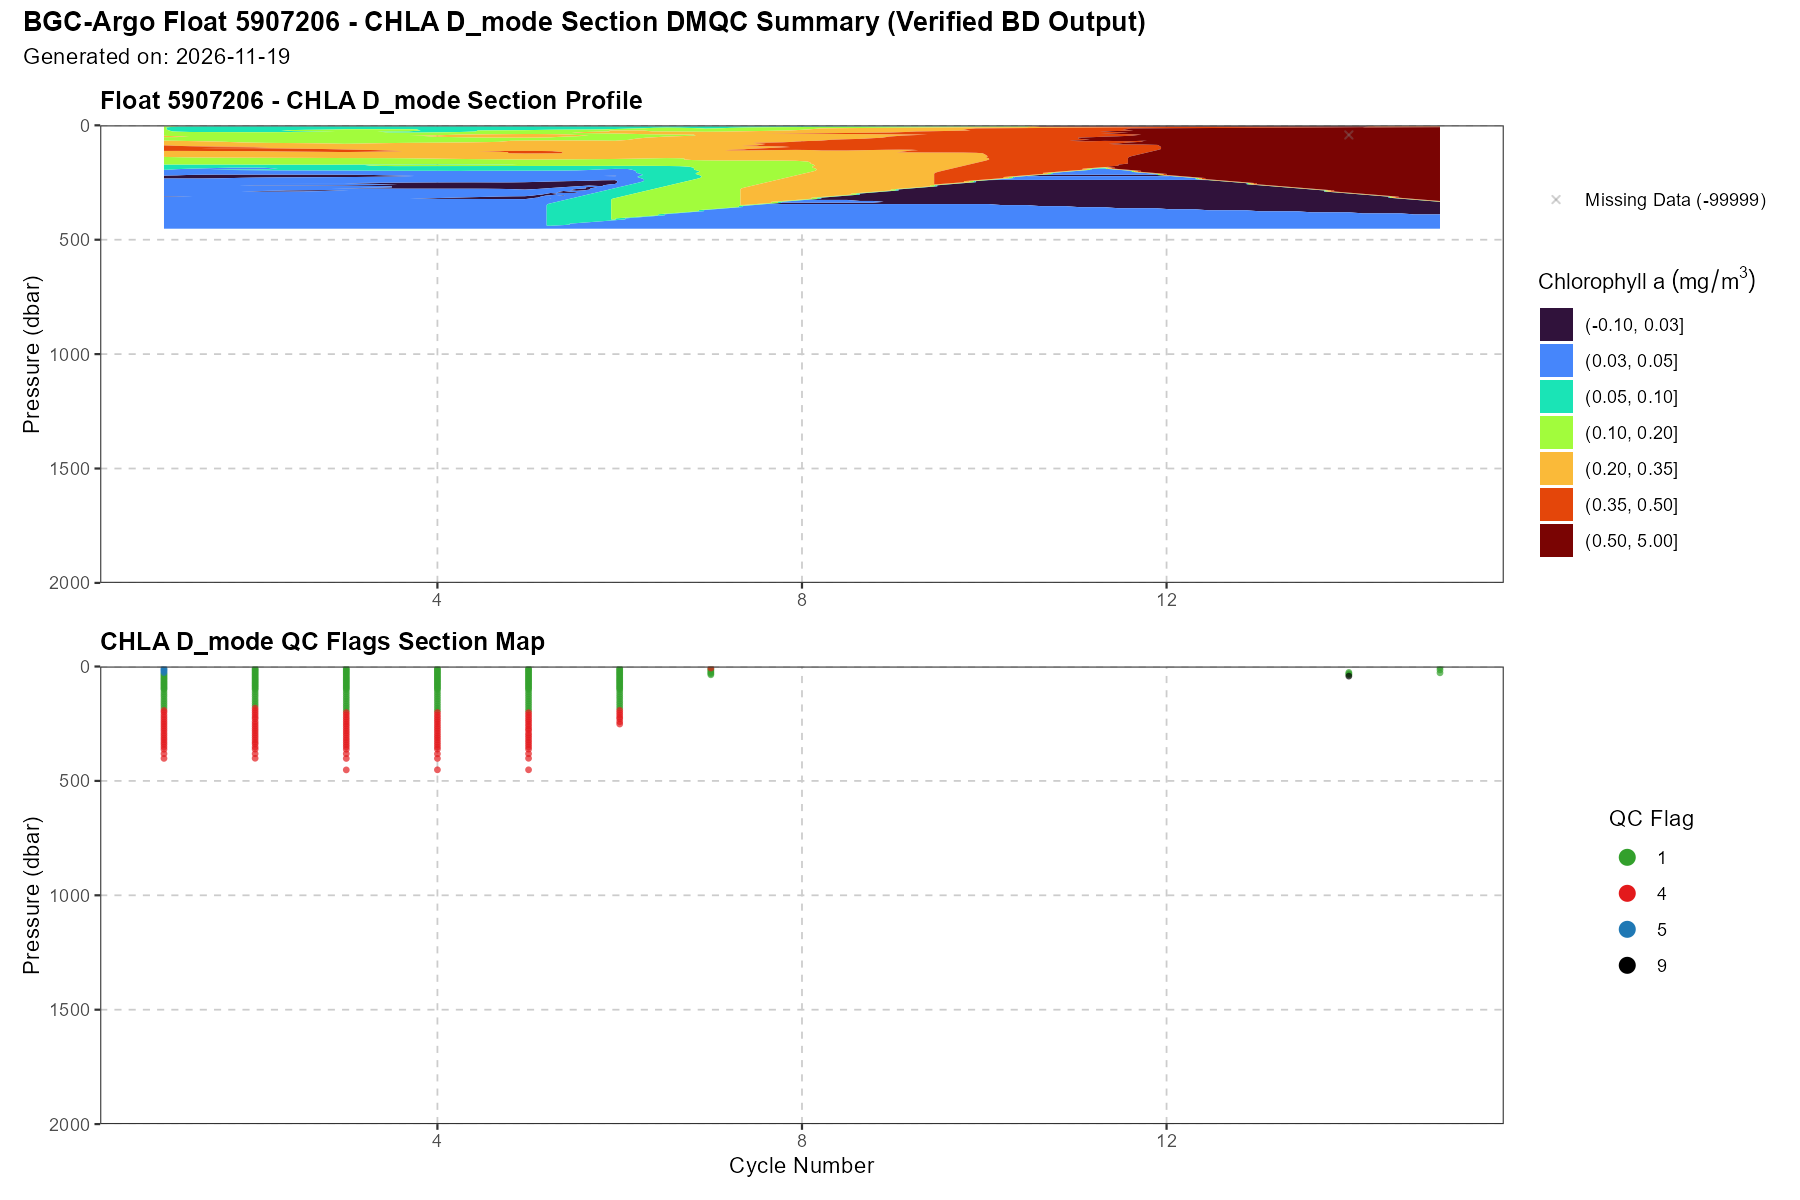 BGC-Argo Float 5907206 - CHLA D_mode Section DMQC Summary (Verified BD Output)
Generated on: 2026-11-19
Float 5907206 - CHLA D_mode Section Profile
Pressure (dbar)
0
500
1000
1500
2000
4
8
12
Missing Data (-99999)
Chlorophyll a (mg/m³)
(-0.10, 0.03]
(0.03, 0.05]
(0.05, 0.10]
(0.10, 0.20]
(0.20, 0.35]
(0.35, 0.50]
(0.50, 5.00]
CHLA D_mode QC Flags Section Map
Pressure (dbar)
0
500
1000
1500
2000
4
8
12
Cycle Number
QC Flag
1
4
5
9